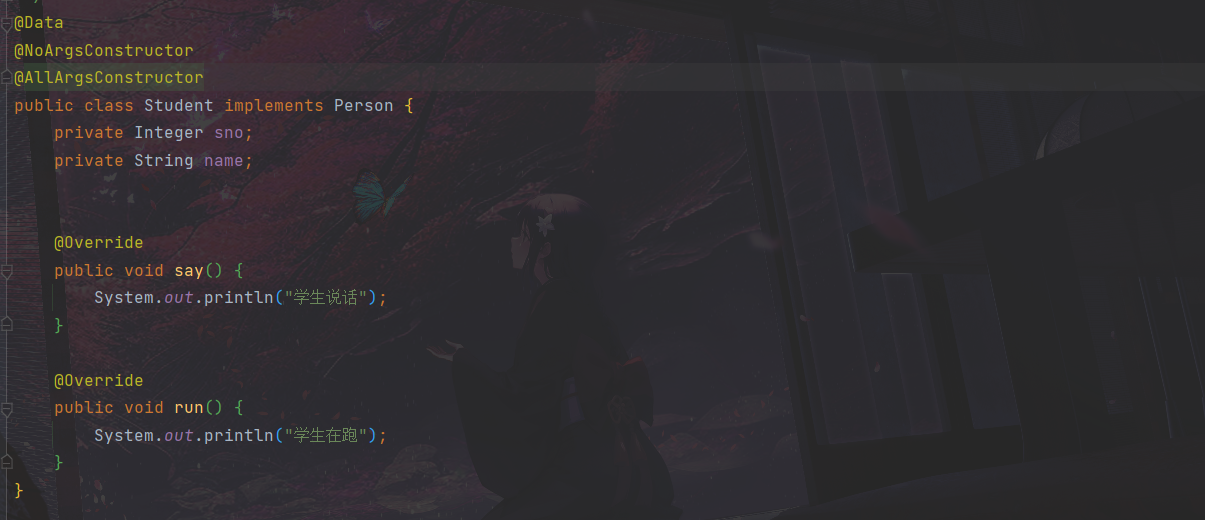 @Data
@NoArgsConstructor
@AllArgsConstructor
public class Student implements Person {
    private Integer sno;
    private String name;
    @Override
    public void say() {
        System.out.println("学生说话");
    }
    @Override
    public void run() {
        System.out.println("学生在跑");
    }
}